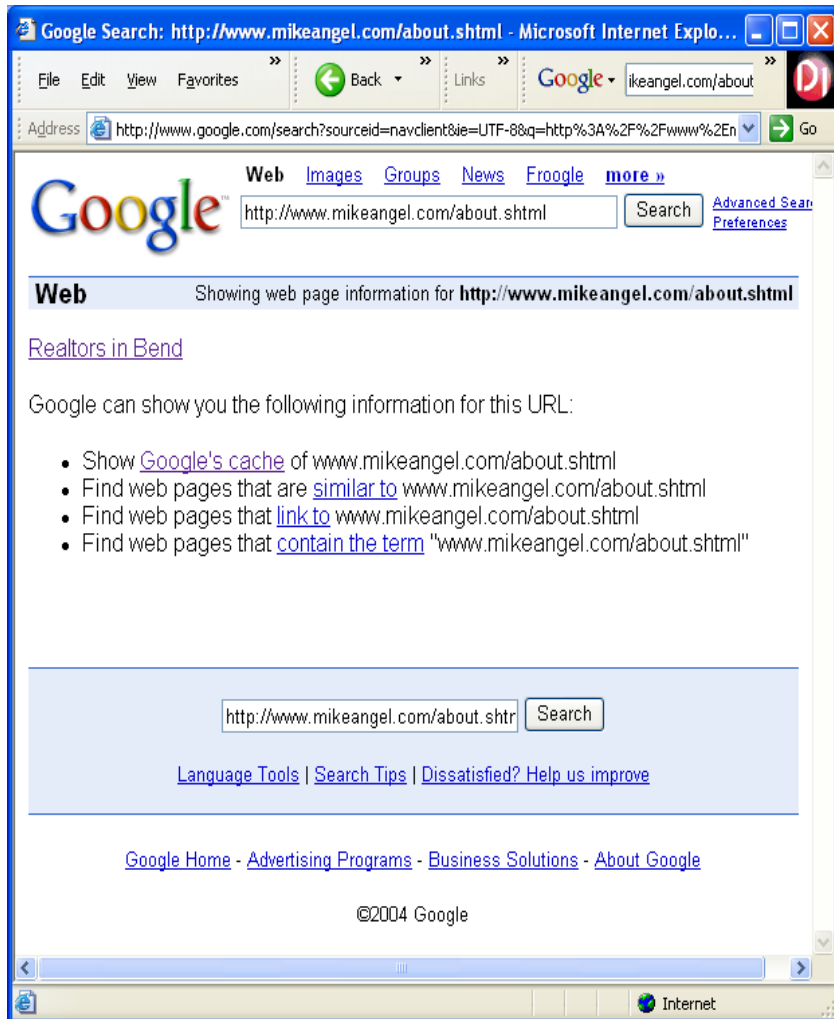 Google Search: http://www.mikeangel.com/about.shtml - Microsoft Internet Explo...
File Edit View Favorites » Back » Links » Google ikeangel.com/about »
Address http://www.google.com/search?sourceid=navclient&ie=UTF-8&q=http%3A%2F%2Fwww%2En Go
Web Images Groups News Froogle more »
Google™ http://www.mikeangel.com/about.shtml Search Advanced Sear
Preferences
Web Showing web page information for http://www.mikeangel.com/about.shtml
Realtors in Bend
Google can show you the following information for this URL:
• Show Google's cache of www.mikeangel.com/about.shtml
• Find web pages that are similar to www.mikeangel.com/about.shtml
• Find web pages that link to www.mikeangel.com/about.shtml
• Find web pages that contain the term "www.mikeangel.com/about.shtml"
http://www.mikeangel.com/about.shtr Search
Language Tools | Search Tips | Dissatisfied? Help us improve
Google Home - Advertising Programs - Business Solutions - About Google
©2004 Google
Internet